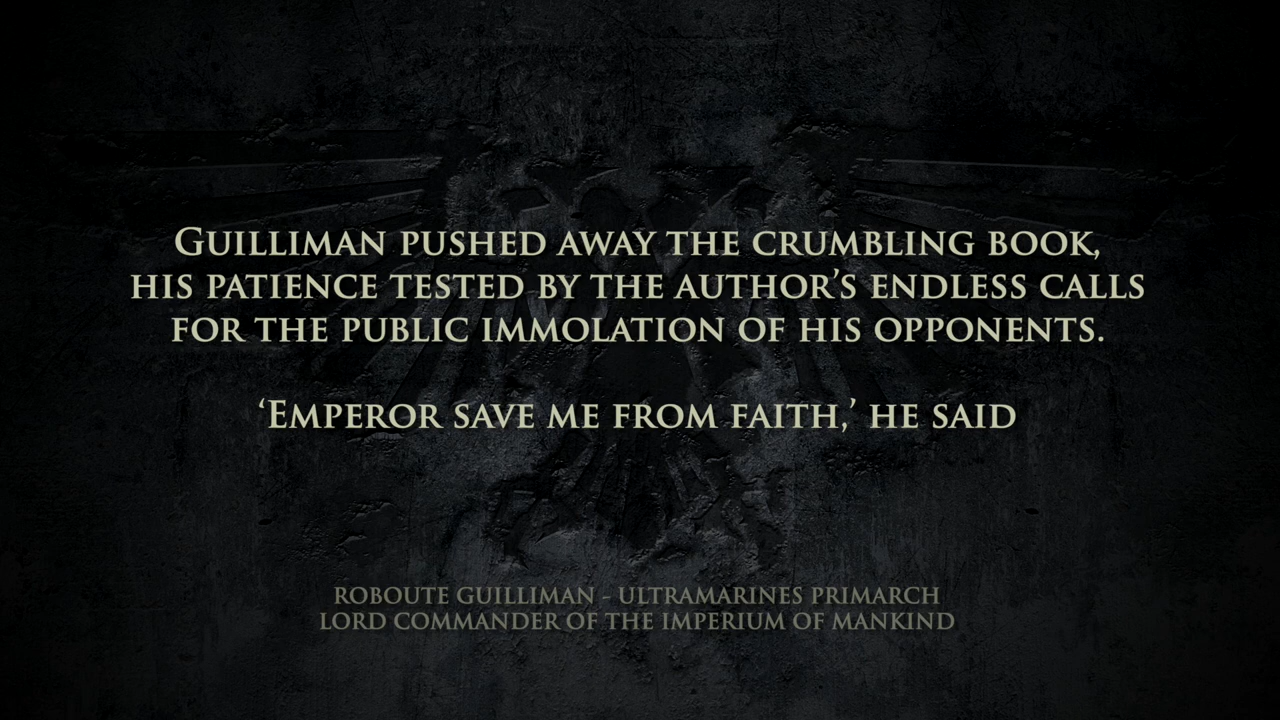 Guilliman pushed away the crumbling book,
his patience tested by the author’s endless calls
for the public immolation of his opponents.
‘Emperor save me from faith,’ he said
Roboute Guilliman - Ultramarines Primarch
Lord Commander of the Imperium of Mankind